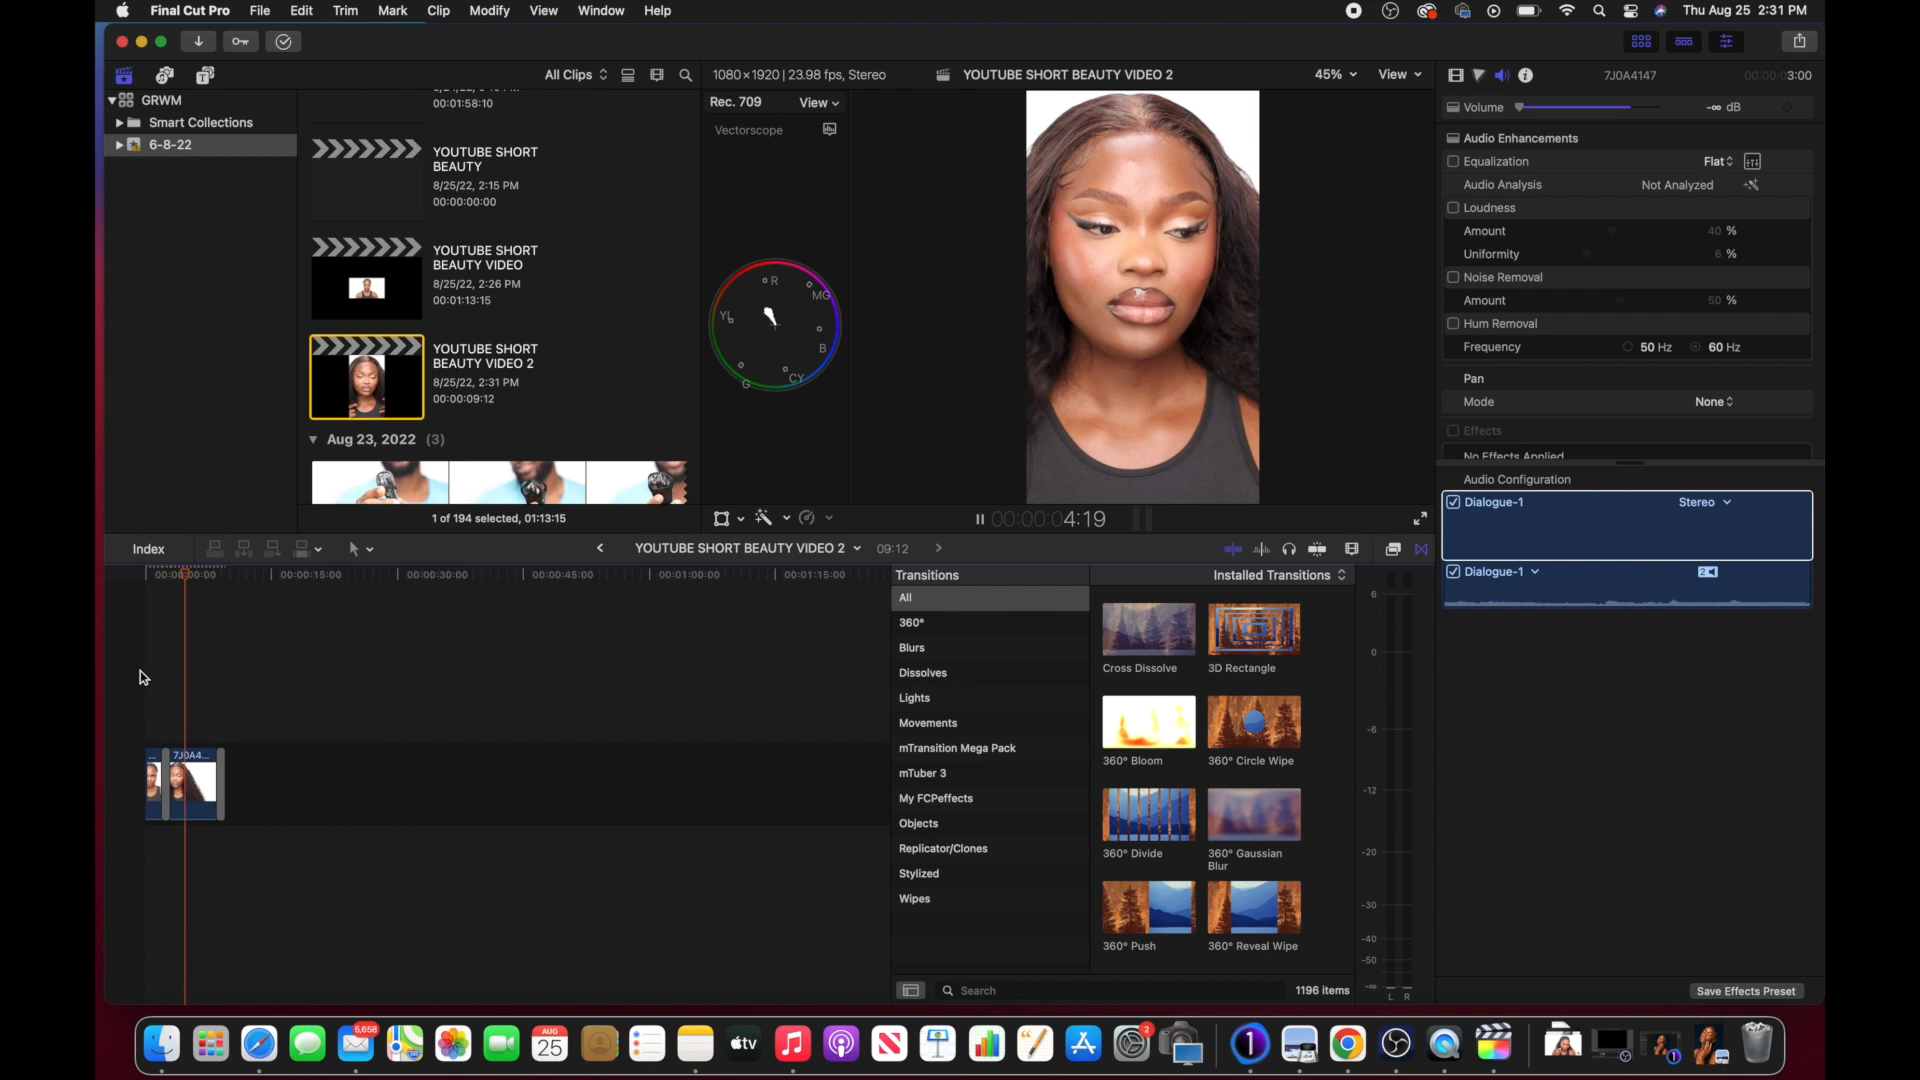 Final Cut Pro File Edit Trim Mark Clip Modify View Window Help
Thu Aug 25 2:31 PM
All Clips
1080×1920 | 23.98 fps, Stereo
YOUTUBE SHORT BEAUTY VIDEO 2
45%
View
7J0A4147
00:00:03:00
GRWM
Smart Collections
6-8-22
00:01:58:10
YOUTUBE SHORT
BEAUTY
8/25/22, 2:15 PM
00:00:00:00
YOUTUBE SHORT
BEAUTY VIDEO
8/25/22, 2:26 PM
00:01:13:15
YOUTUBE SHORT
BEAUTY VIDEO 2
8/25/22, 2:31 PM
00:00:09:12
Aug 23, 2022 (3)
1 of 194 selected, 01:13:15
Rec. 709
View
Vectorscope
R
MG
YL
B
G
CY
00:00:04:19
Volume
-∞ dB
Audio Enhancements
Equalization
Flat
Audio Analysis
Not Analyzed
Loudness
Amount
40 %
Uniformity
6 %
Noise Removal
Amount
50 %
Hum Removal
Frequency
50 Hz
60 Hz
Pan
Mode
None
Effects
No Effects Applied
Audio Configuration
Dialogue-1
Stereo
Dialogue-1
2
Save Effects Preset
Index
YOUTUBE SHORT BEAUTY VIDEO 2
09:12
00:00:00:00
00:00:15:00
00:00:30:00
00:00:45:00
00:01:00:00
00:01:15:00
...
7J0A4...
Transitions
Installed Transitions
All
360°
Blurs
Dissolves
Lights
Movements
mTransition Mega Pack
mTuber 3
My FCPeffects
Objects
Replicator/Clones
Stylized
Wipes
Cross Dissolve
3D Rectangle
360° Bloom
360° Circle Wipe
360° Divide
360° Gaussian
Blur
360° Push
360° Reveal Wipe
Search
1196 items
6
0
-6
-12
-20
-30
-40
-50
-∞
L R
5,658
AUG
25
tv
2
1